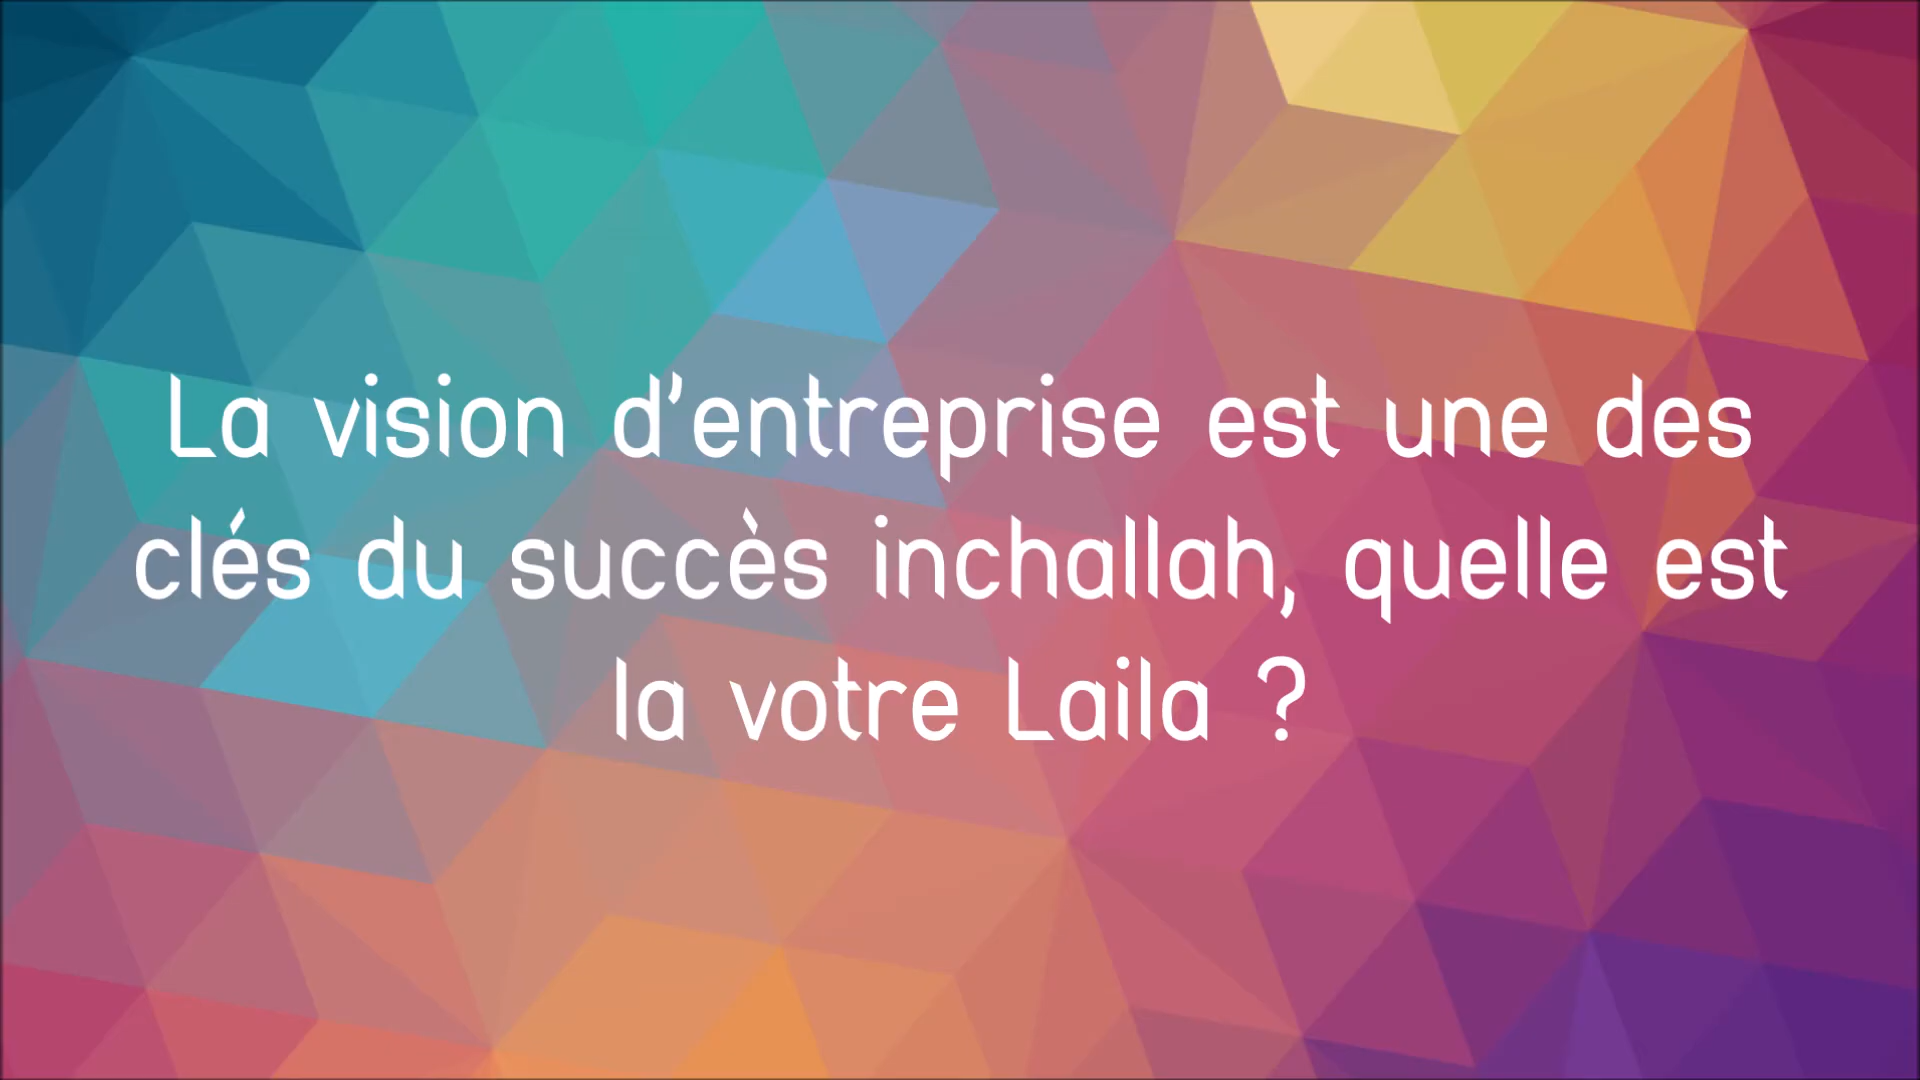 La vision d'entreprise est une des
clés du succès inchallah, quelle est
la votre Laila ?